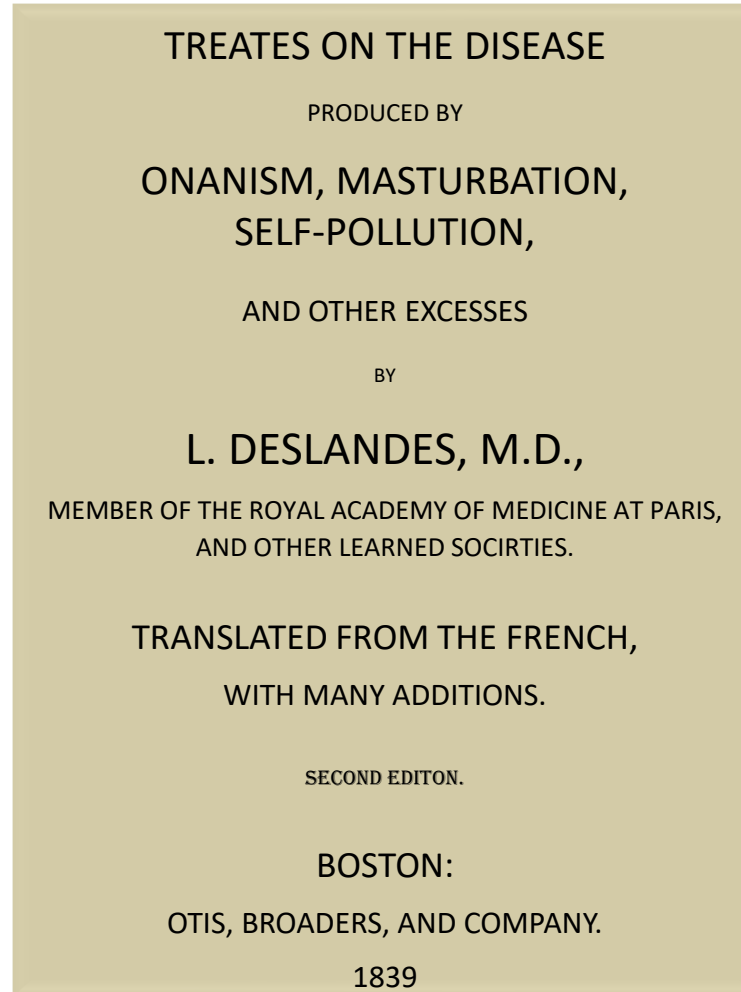 TREATES ON THE DISEASE
PRODUCED BY
ONANISM, MASTURBATION,
SELF-POLLUTION,
AND OTHER EXCESSES
BY
L. DESLANDES, M.D.,
MEMBER OF THE ROYAL ACADEMY OF MEDICINE AT PARIS,
AND OTHER LEARNED SOCIRTIES.
TRANSLATED FROM THE FRENCH,
WITH MANY ADDITIONS.
SECOND EDITON.
BOSTON:
OTIS, BROADERS, AND COMPANY.
1839